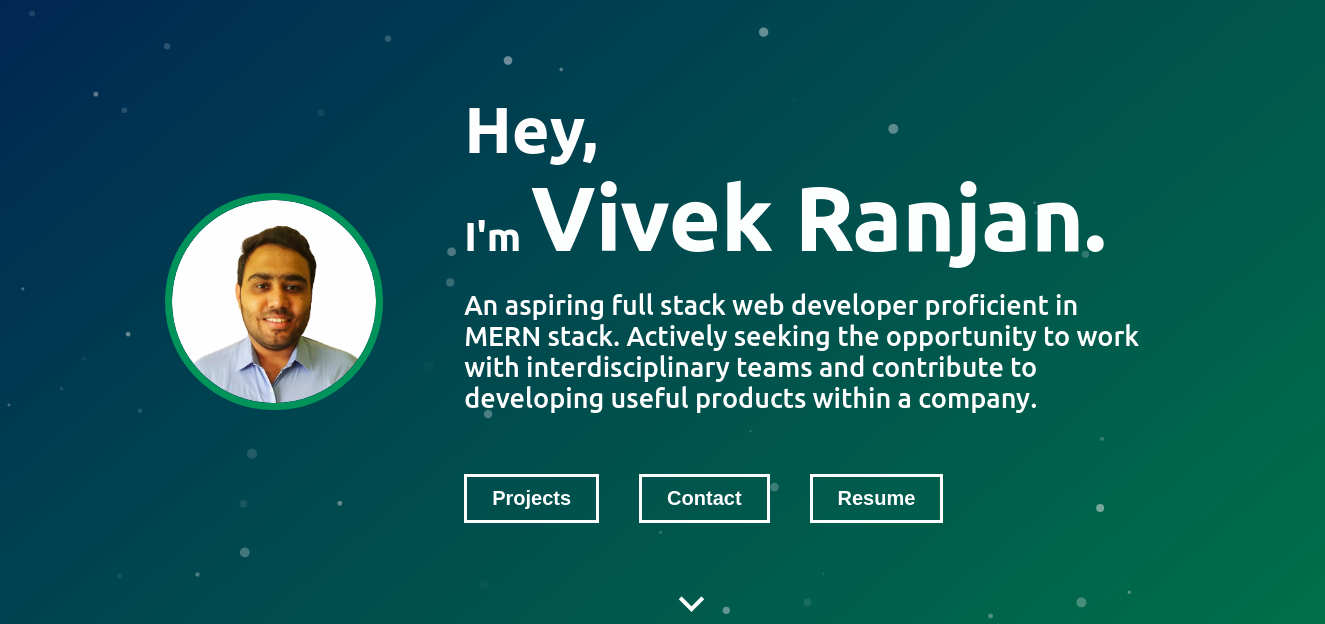 Hey,
I'm Vivek Ranjan.
An aspiring full stack web developer proficient in
MERN stack. Actively seeking the opportunity to work
with interdisciplinary teams and contribute to
developing useful products within a company.
Projects Contact Resume